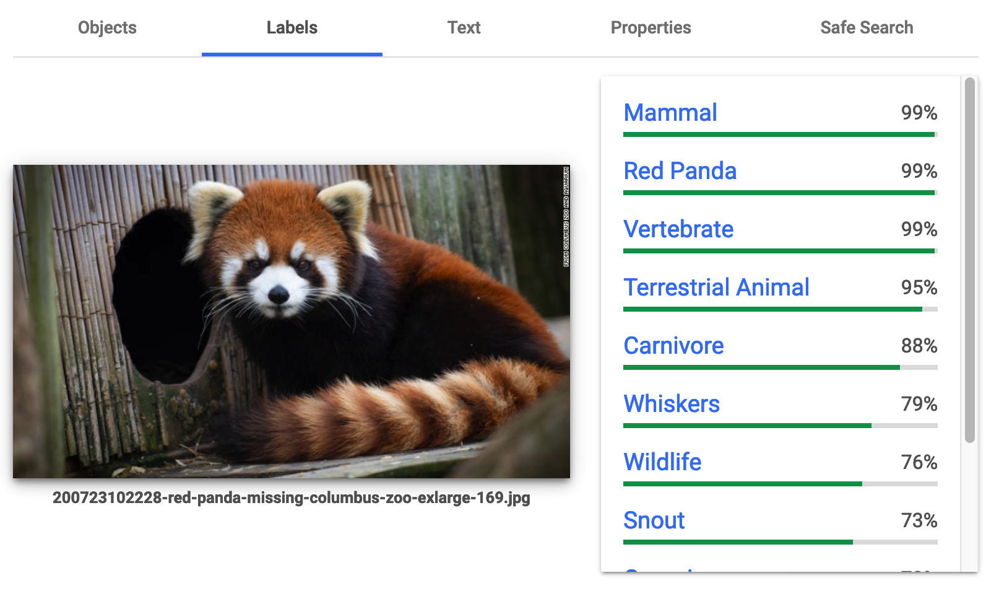 Objects
Labels
Text
Properties
Safe Search
FROM COLUMBUS ZOO AND AQUARIUM
200723102228-red-panda-missing-columbus-zoo-exlarge-169.jpg
Mammal 99%
Red Panda 99%
Vertebrate 99%
Terrestrial Animal 95%
Carnivore 88%
Whiskers 79%
Wildlife 76%
Snout 73%